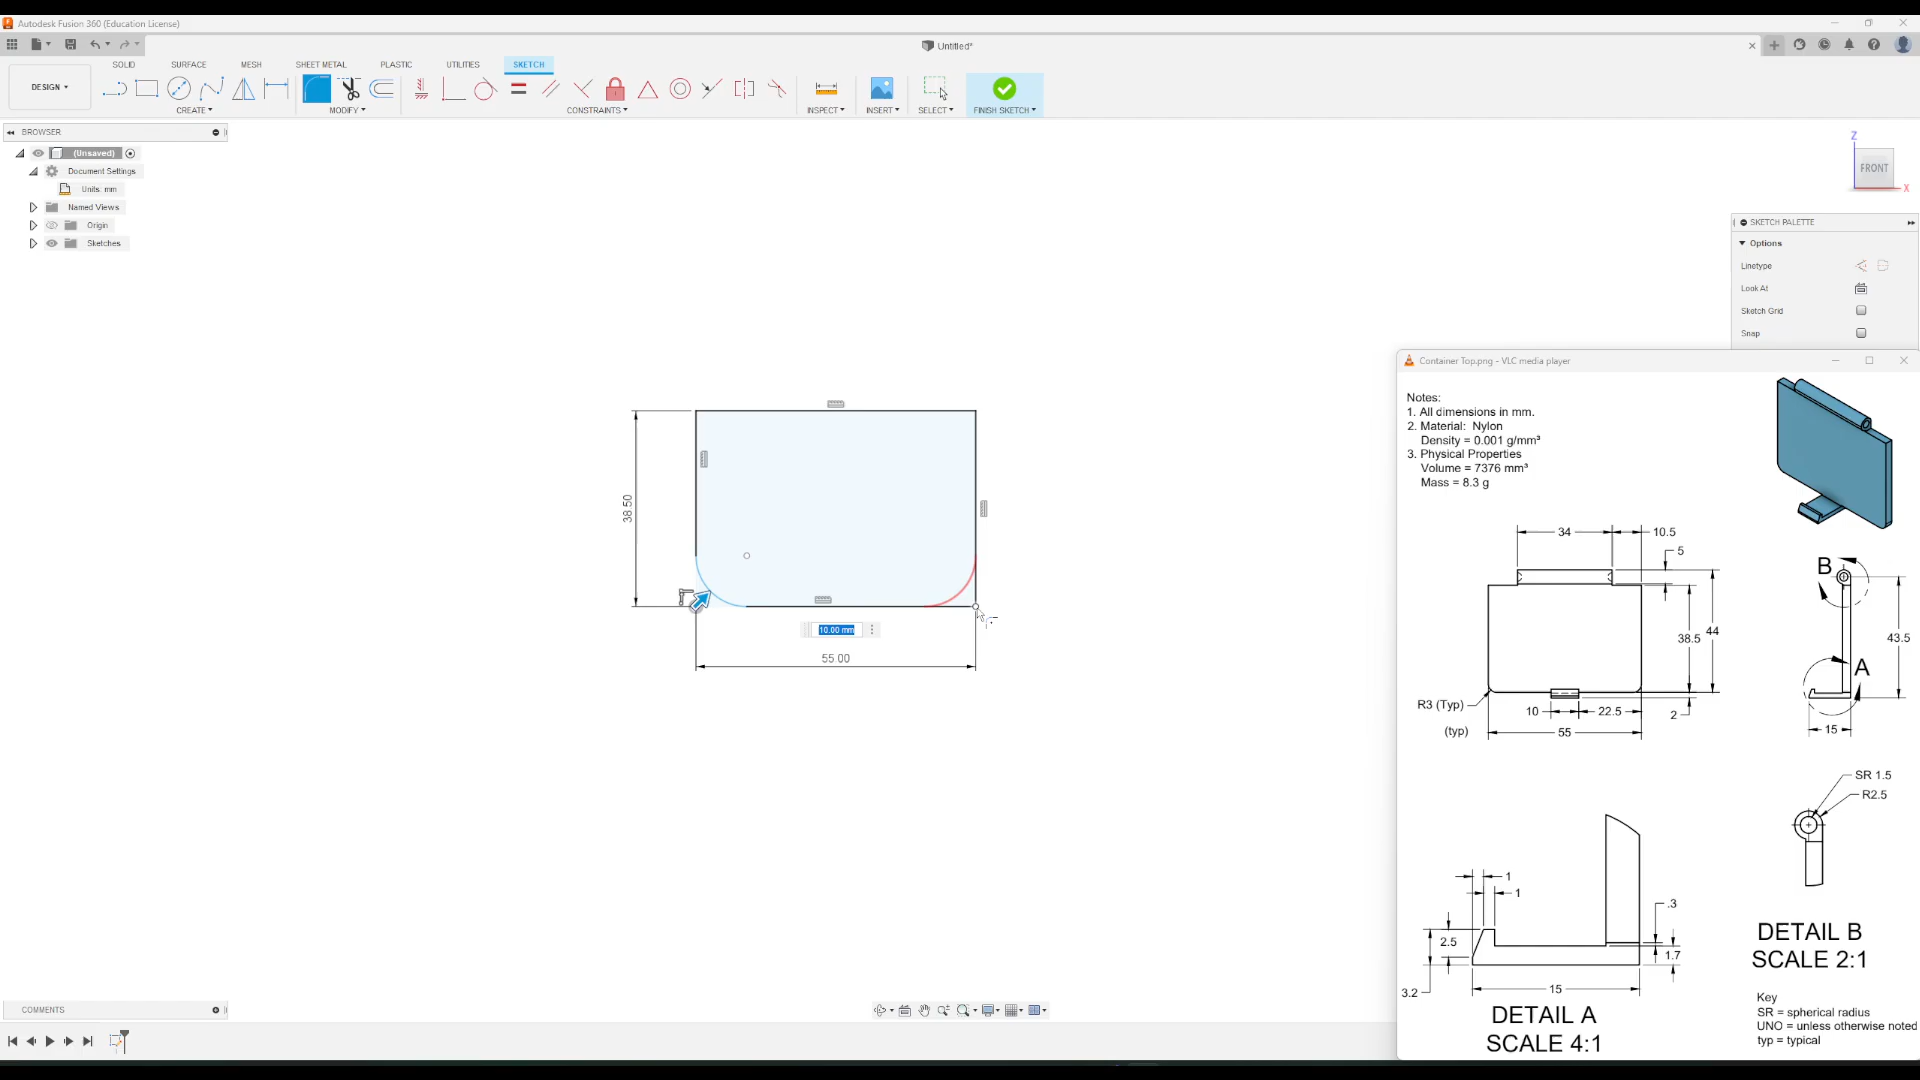 Autodesk Fusion 360 (Education License)
Untitled*
SOLID SURFACE MESH SHEET METAL PLASTIC UTILITIES SKETCH
DESIGN
CREATE MODIFY CONSTRAINTS INSPECT INSERT SELECT FINISH SKETCH
BROWSER
(Unsaved)
Document Settings
Units: mm
Named Views
Origin
Sketches
Z
FRONT
X
SKETCH PALETTE
Options
Linetype
Look At
Sketch Grid
Snap
38.50
10.00 mm
55.00
Container Top.png - VLC media player
Notes:
1. All dimensions in mm.
2. Material: Nylon
Density = 0.001 g/mm³
3. Physical Properties
Volume = 7376 mm³
Mass = 8.3 g
34
10.5
5
38.5
44
R3 (Typ)
10
22.5
2
(typ)
55
B
43.5
A
15
SR 1.5
R2.5
1
1
.3
2.5
1.7
3.2
15
DETAIL A
SCALE 4:1
DETAIL B
SCALE 2:1
Key
SR = spherical radius
UNO = unless otherwise noted
typ = typical
COMMENTS